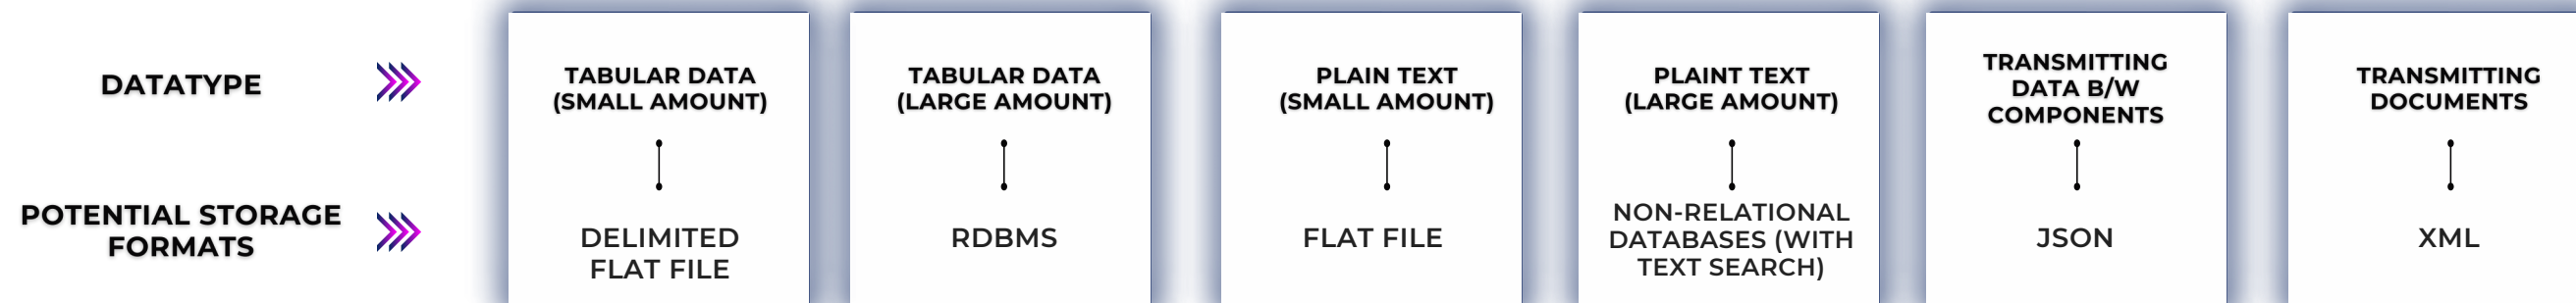 DATATYPE
TABULAR DATA
(SMALL AMOUNT)
TABULAR DATA
(LARGE AMOUNT)
PLAIN TEXT
(SMALL AMOUNT)
PLAINT TEXT
(LARGE AMOUNT)
TRANSMITTING
DATA B/W
COMPONENTS
TRANSMITTING
DOCUMENTS
POTENTIAL STORAGE
FORMATS
DELIMITED
FLAT FILE
RDBMS
FLAT FILE
NON-RELATIONAL
DATABASES (WITH
TEXT SEARCH)
JSON
XML